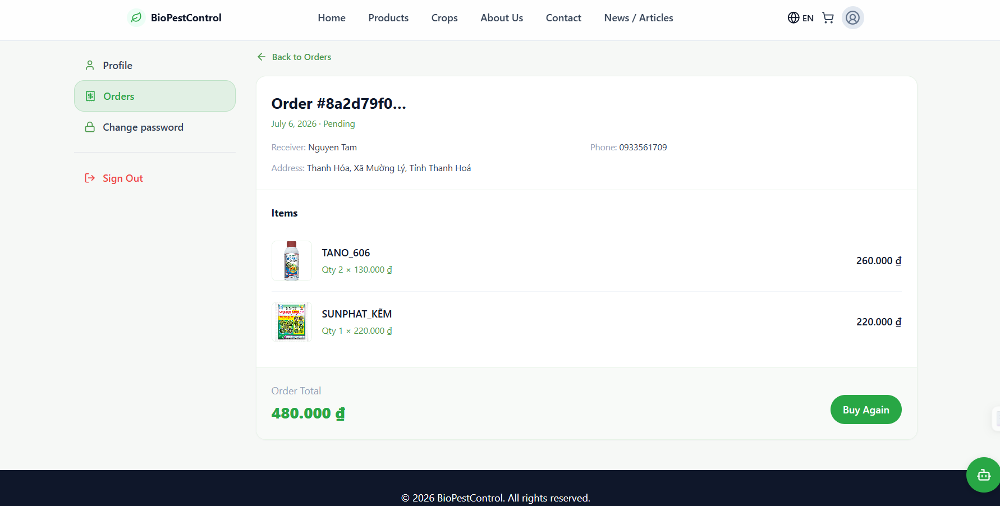 BioPestControl
Home
Products
Crops
About Us
Contact
News / Articles
EN
Profile
Orders
Change password
Sign Out
Back to Orders
Order #8a2d79f0...
July 6, 2026 · Pending
Receiver: Nguyen Tam
Phone: 0933561709
Address: Thanh Hóa, Xã Mường Lý, Tỉnh Thanh Hoá
Items
TANO_606
Qty 2 × 130.000 ₫
260.000 ₫
SUNPHAT_KẼM
Qty 1 × 220.000 ₫
220.000 ₫
Order Total
480.000 ₫
Buy Again
© 2026 BioPestControl. All rights reserved.